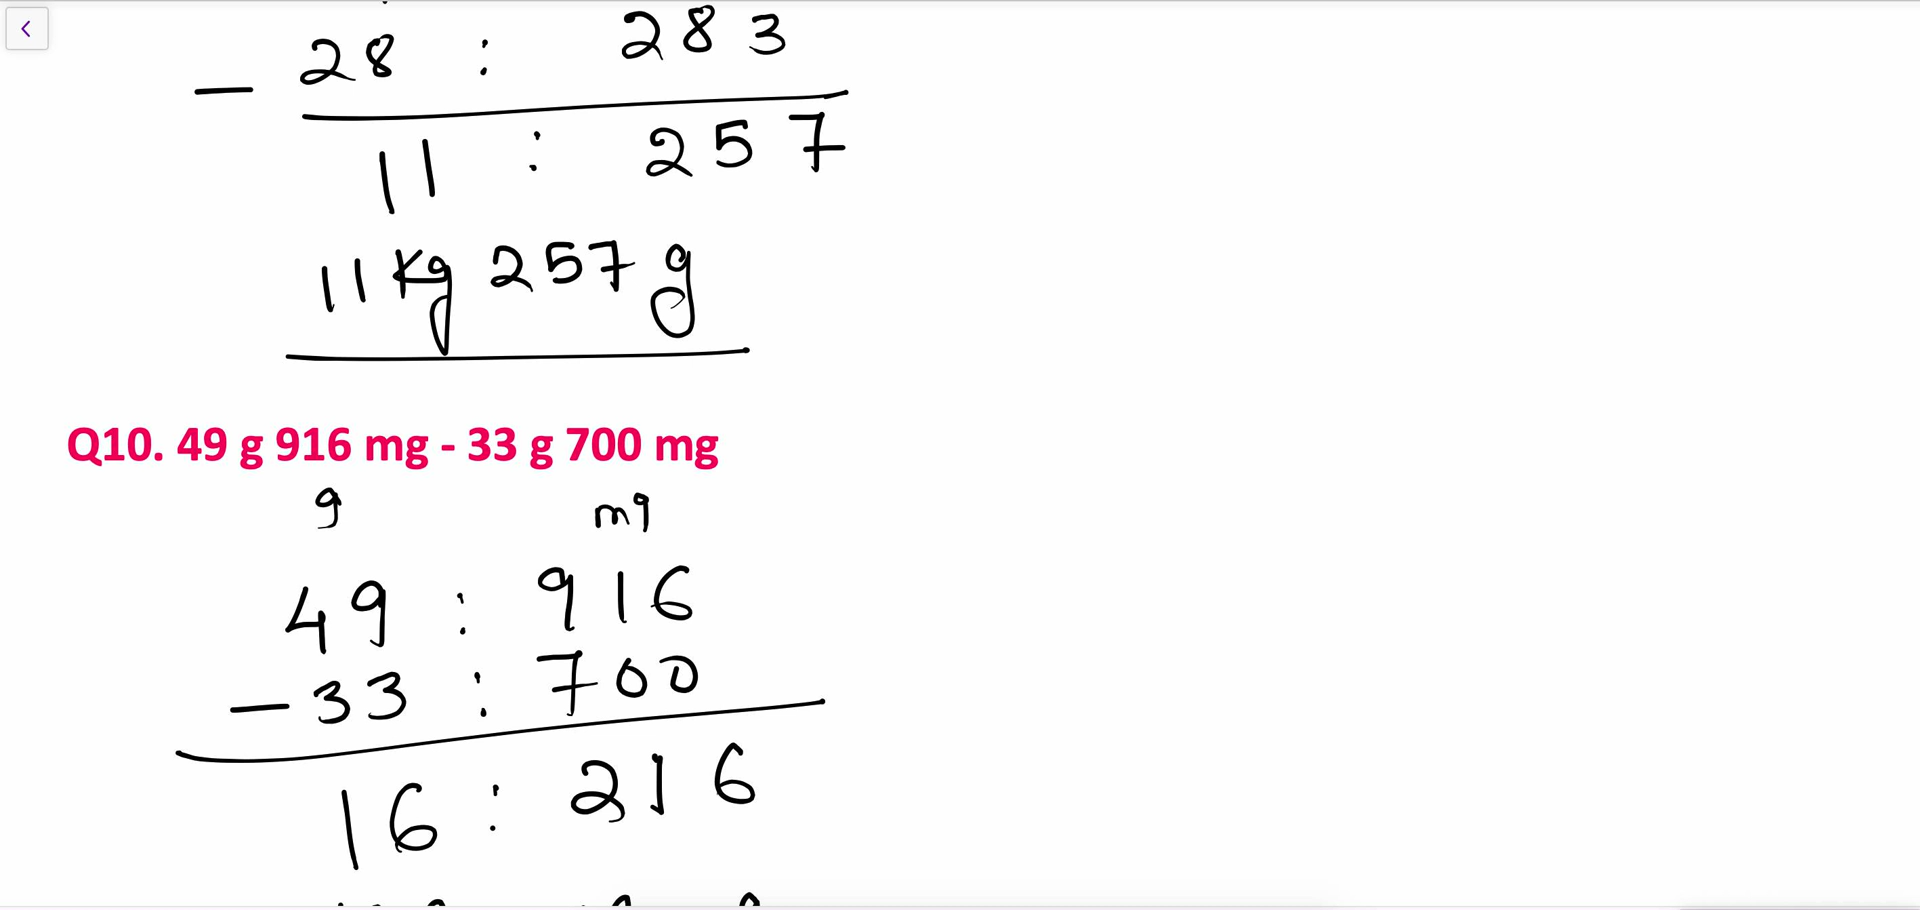 - 28 : 283
11 : 257
11 kg 257 g
Q10. 49 g 916 mg - 33 g 700 mg
g mg
49 : 916
- 33 : 700
16 : 216